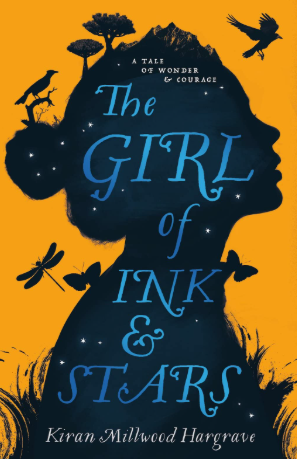 A TALE
OF WONDER
& COURAGE
The
GIRL
of
INK
&
STARS
Kiran Millwood Hargrave